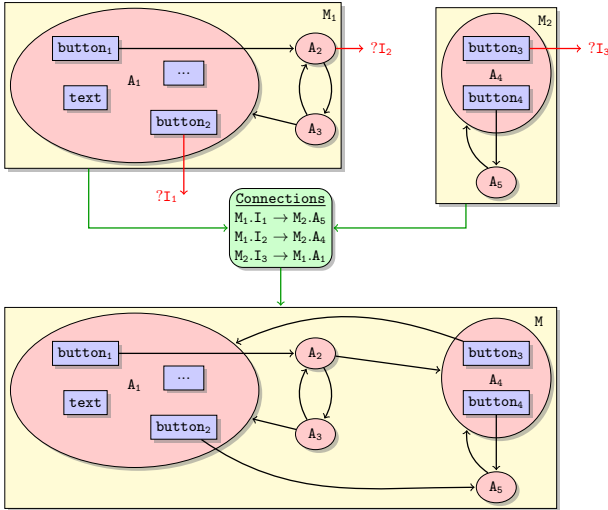 M₁
button₁
A₂
?I₂
A₁
...
text
button₂
A₃
?I₁
M₂
button₃
?I₃
A₄
button₄
A₅
Connections
M₁.I₁ → M₂.A₅
M₁.I₂ → M₂.A₄
M₂.I₃ → M₁.A₁
M
button₁
A₂
A₁
...
text
button₂
A₃
button₃
A₄
button₄
A₅